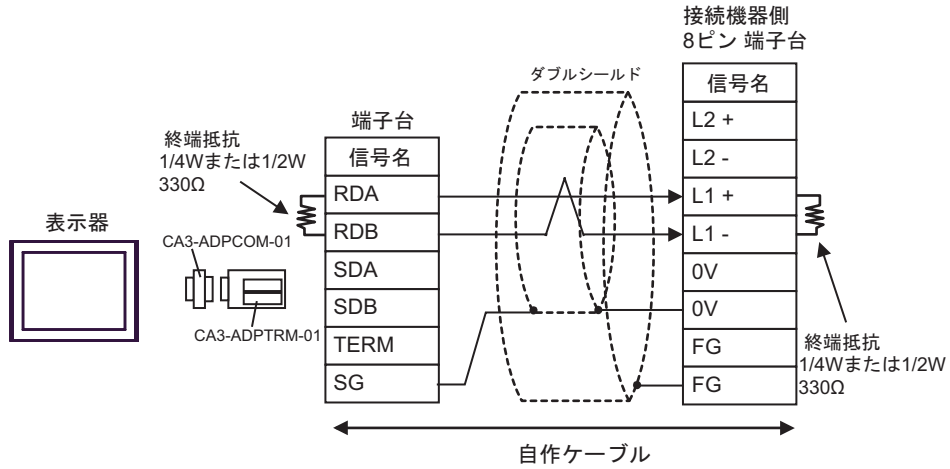 接続機器側
8ピン 端子台
ダブルシールド
端子台
終端抵抗
1/4Wまたは1/2W
330Ω
表示器
CA3-ADPCOM-01
CA3-ADPTRM-01
信号名
RDA
RDB
SDA
SDB
TERM
SG
信号名
L2 +
L2 -
L1 +
L1 -
0V
0V
FG
FG
終端抵抗
1/4Wまたは1/2W
330Ω
自作ケーブル